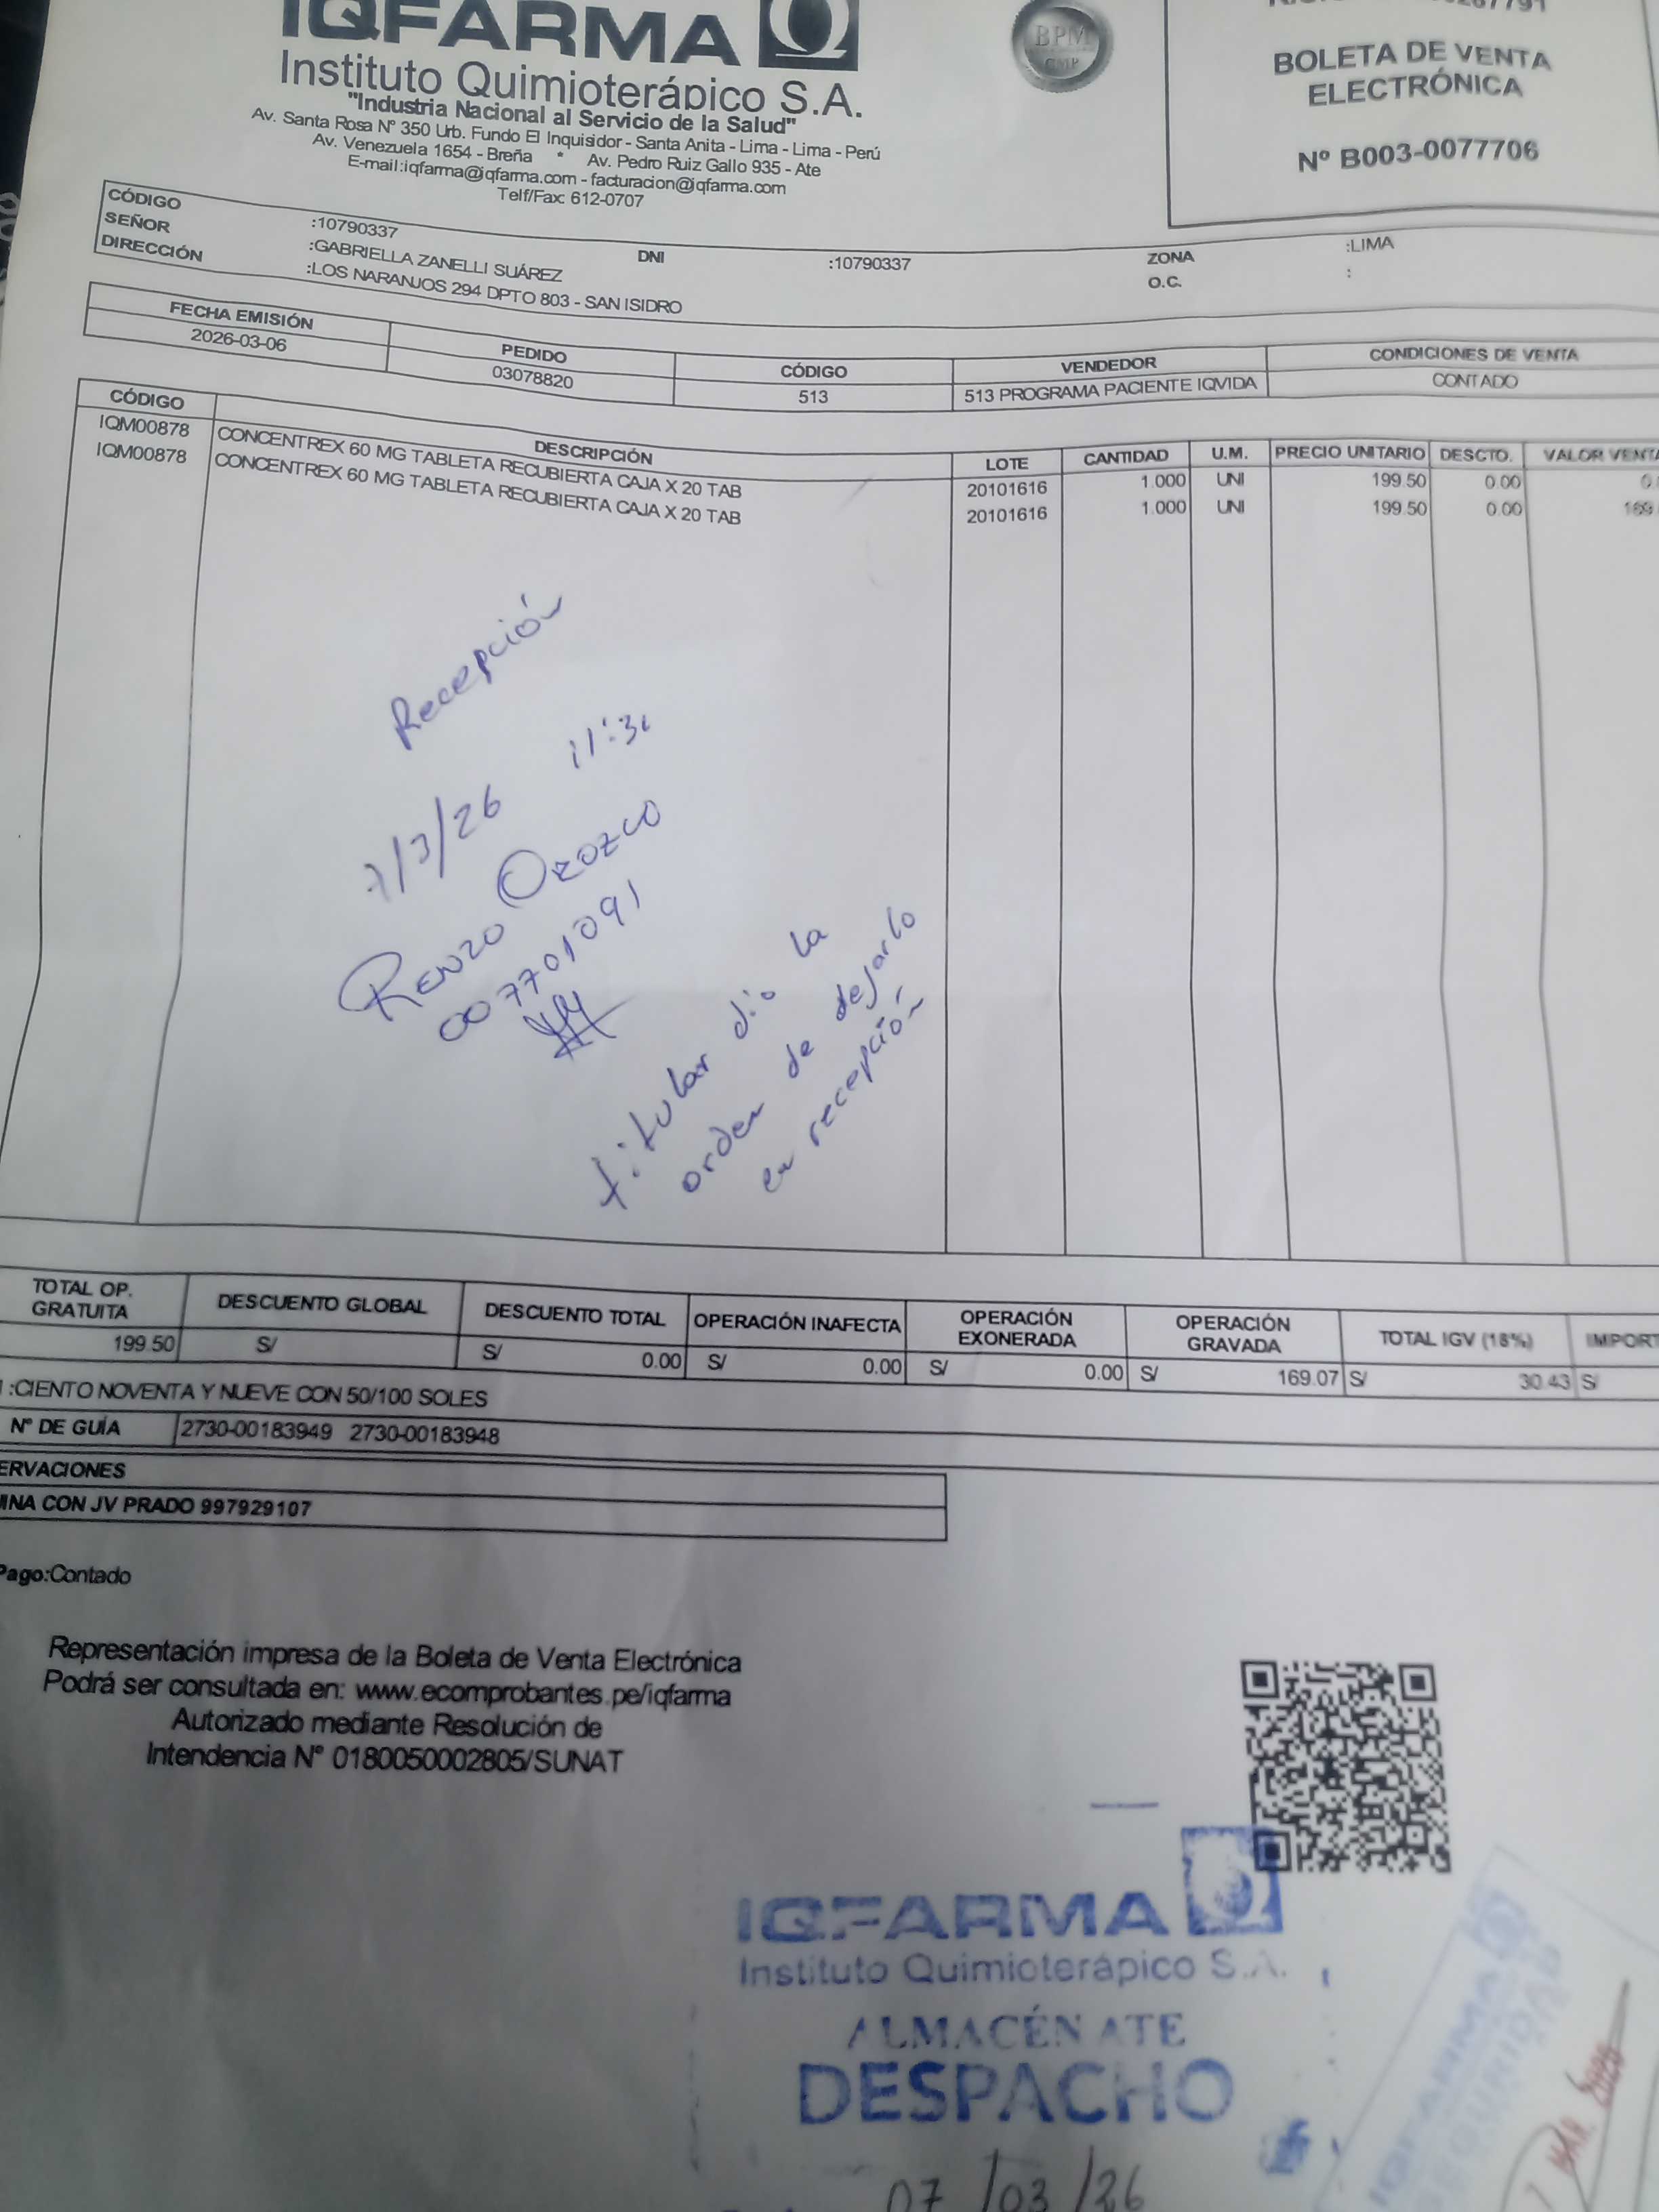 IQFARMA
Instituto Quimioterápico S.A.
"Industria Nacional al Servicio de la Salud"
Av. Santa Rosa N° 350 Urb. Fundo El Inquisidor - Santa Anita - Lima - Lima - Perú
Av. Venezuela 1654 - Breña * Av. Pedro Ruiz Gallo 935 - Ate
E-mail:iqfarma@iqfarma.com - facturacion@iqfarma.com
Telf/Fax: 612-0707
BPM
GMP
BOLETA DE VENTA
ELECTRÓNICA
Nº B003-0077706
CÓDIGO :10790337
SEÑOR :GABRIELLA ZANELLI SUÁREZ DNI :10790337 ZONA :LIMA
DIRECCIÓN :LOS NARANJOS 294 DPTO 803 - SAN ISIDRO O.C. :
FECHA EMISIÓN PEDIDO CÓDIGO VENDEDOR CONDICIONES DE VENTA
2026-03-06 03078820 513 513 PROGRAMA PACIENTE IQVIDA CONTADO
CÓDIGO DESCRIPCIÓN LOTE CANTIDAD U.M. PRECIO UNITARIO DESCTO. VALOR VENTA
IQM00878 CONCENTREX 60 MG TABLETA RECUBIERTA CAJA X 20 TAB 20101616 1.000 UNI 199.50 0.00
IQM00878 CONCENTREX 60 MG TABLETA RECUBIERTA CAJA X 20 TAB 20101616 1.000 UNI 199.50 0.00 169
Recepción
7/3/26
Renzo Orozco
007701091
titular dio la
orden de dejarlo
en recepción
TOTAL OP. GRATUITA DESCUENTO GLOBAL DESCUENTO TOTAL OPERACIÓN INAFECTA OPERACIÓN EXONERADA OPERACIÓN GRAVADA TOTAL IGV (18%) IMPORT
199.50 S/ S/ 0.00 S/ 0.00 S/ 0.00 S/ 169.07 S/ 30.43 S/
:CIENTO NOVENTA Y NUEVE CON 50/100 SOLES
N° DE GUÍA 2730-00183949 2730-00183948
ERVACIONES
INA CON JV PRADO 997929107
Pago:Contado
Representación impresa de la Boleta de Venta Electrónica
Podrá ser consultada en: www.ecomprobantes.pe/iqfarma
Autorizado mediante Resolución de
Intendencia N° 0180050002805/SUNAT
IQFARMA
Instituto Quimioterápico S.A.
ALMACÉN ATE
DESPACHO
07/03/26
IQFARMA